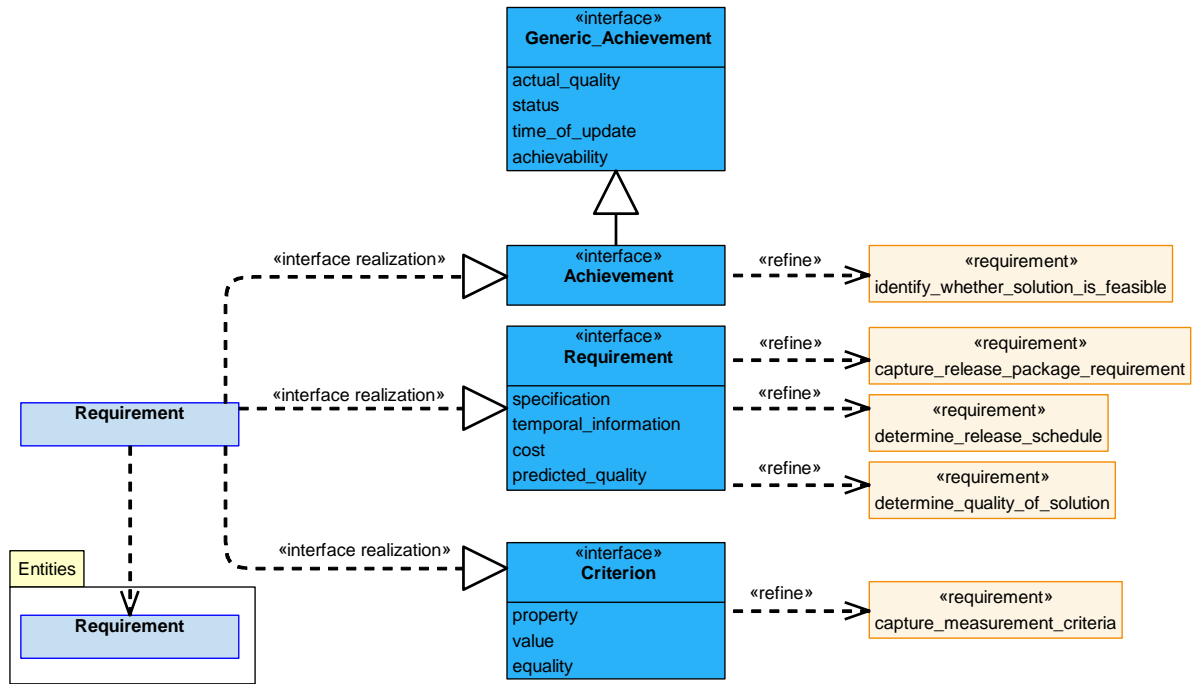 «interface»
Generic_Achievement
actual_quality
status
time_of_update
achievability
«interface realization»
«interface»
Achievement
«refine»
«requirement»
identify_whether_solution_is_feasible
«interface»
Requirement
specification
temporal_information
cost
predicted_quality
«refine»
«requirement»
capture_release_package_requirement
«interface realization»
«refine»
«requirement»
determine_release_schedule
Requirement
«refine»
«requirement»
determine_quality_of_solution
«interface realization»
«interface»
Criterion
property
value
equality
«refine»
«requirement»
capture_measurement_criteria
Entities
Requirement